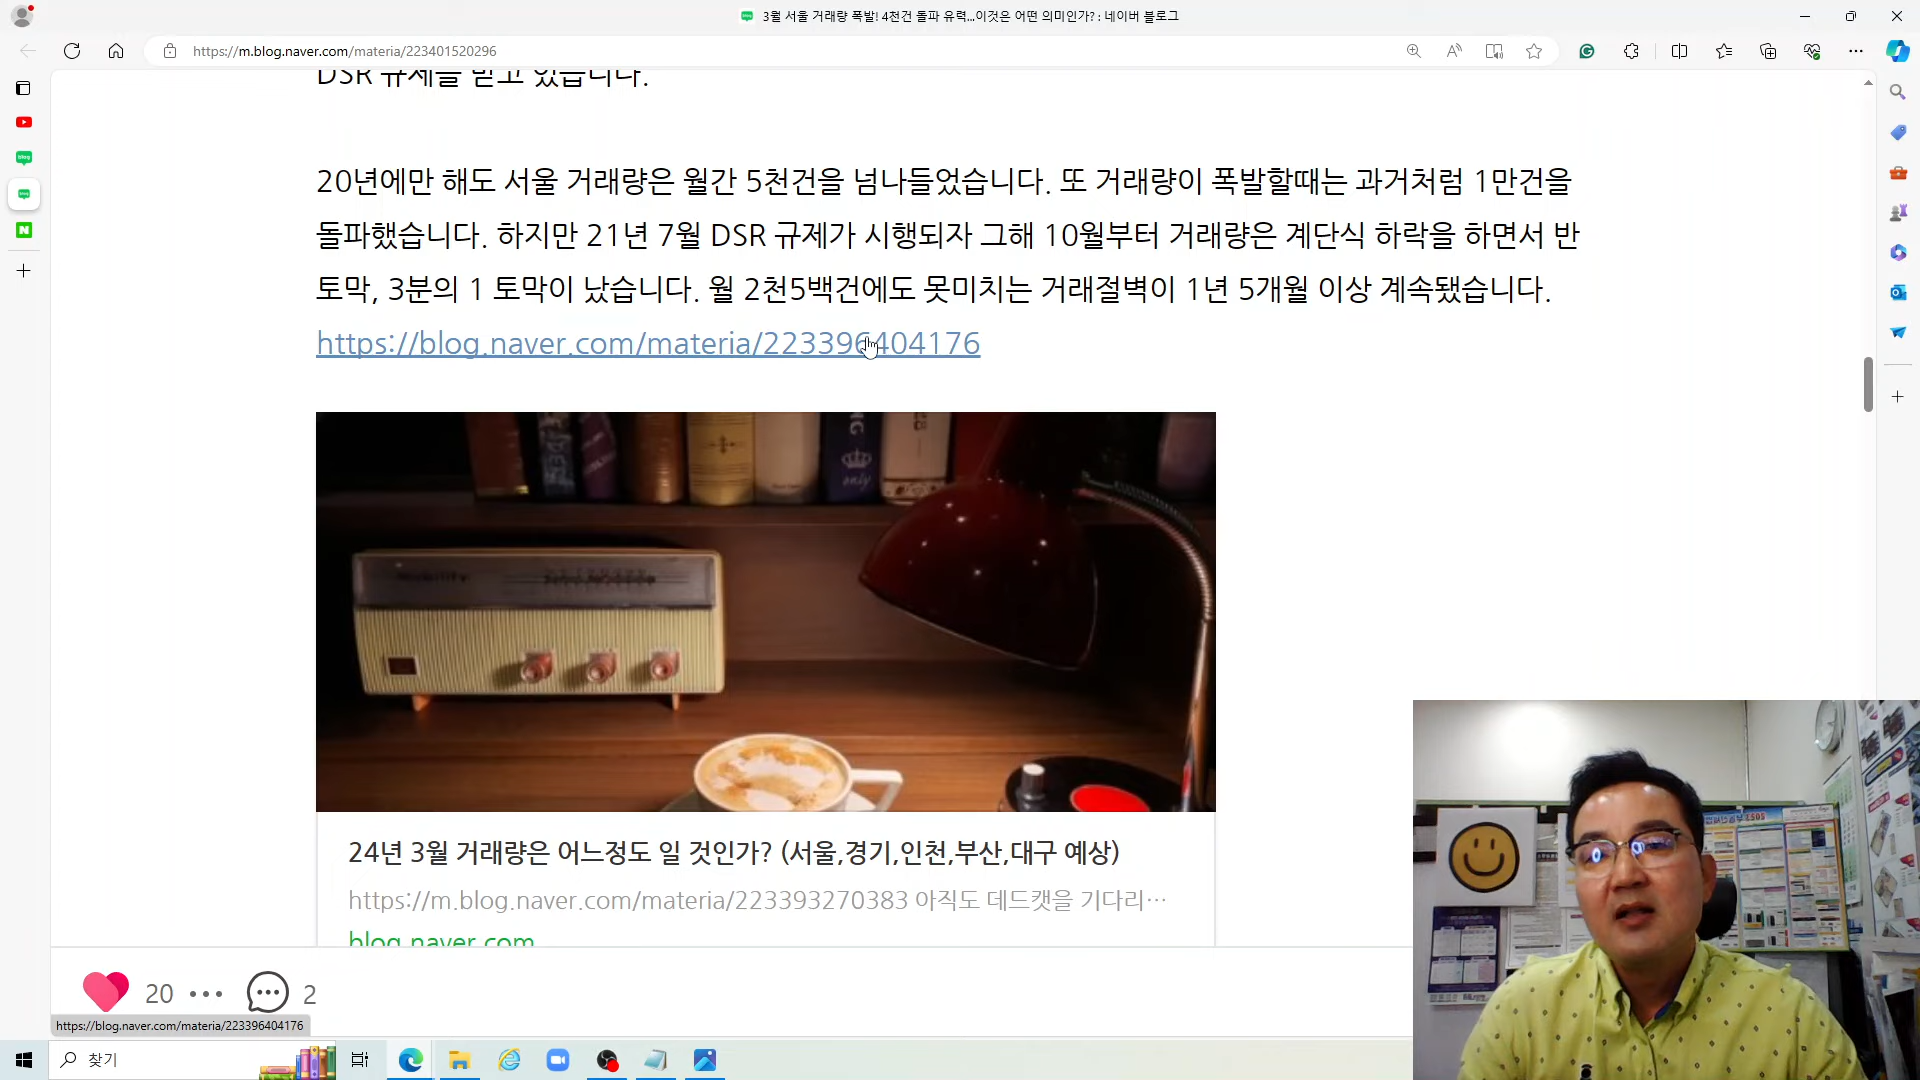 3월 서울 거래량 폭발! 4천건 돌파 유력...이것은 어떤 의미인가? : 네이버 블로그
https://m.blog.naver.com/materia/223401520296
DSR 규제를 받고 있습니다.
20년에만 해도 서울 거래량은 월간 5천건을 넘나들었습니다. 또 거래량이 폭발할때는 과거처럼 1만건을
돌파했습니다. 하지만 21년 7월 DSR 규제가 시행되자 그해 10월부터 거래량은 계단식 하락을 하면서 반
토막, 3분의 1 토막이 났습니다. 월 2천5백건에도 못미치는 거래절벽이 1년 5개월 이상 계속됐습니다.
https://blog.naver.com/materia/223396404176
only
24년 3월 거래량은 어느정도 일 것인가? (서울,경기,인천,부산,대구 예상)
https://m.blog.naver.com/materia/223393270383 아직도 데드캣을 기다리…
blog.naver.com
20
2
https://blog.naver.com/materia/223396404176
찾기